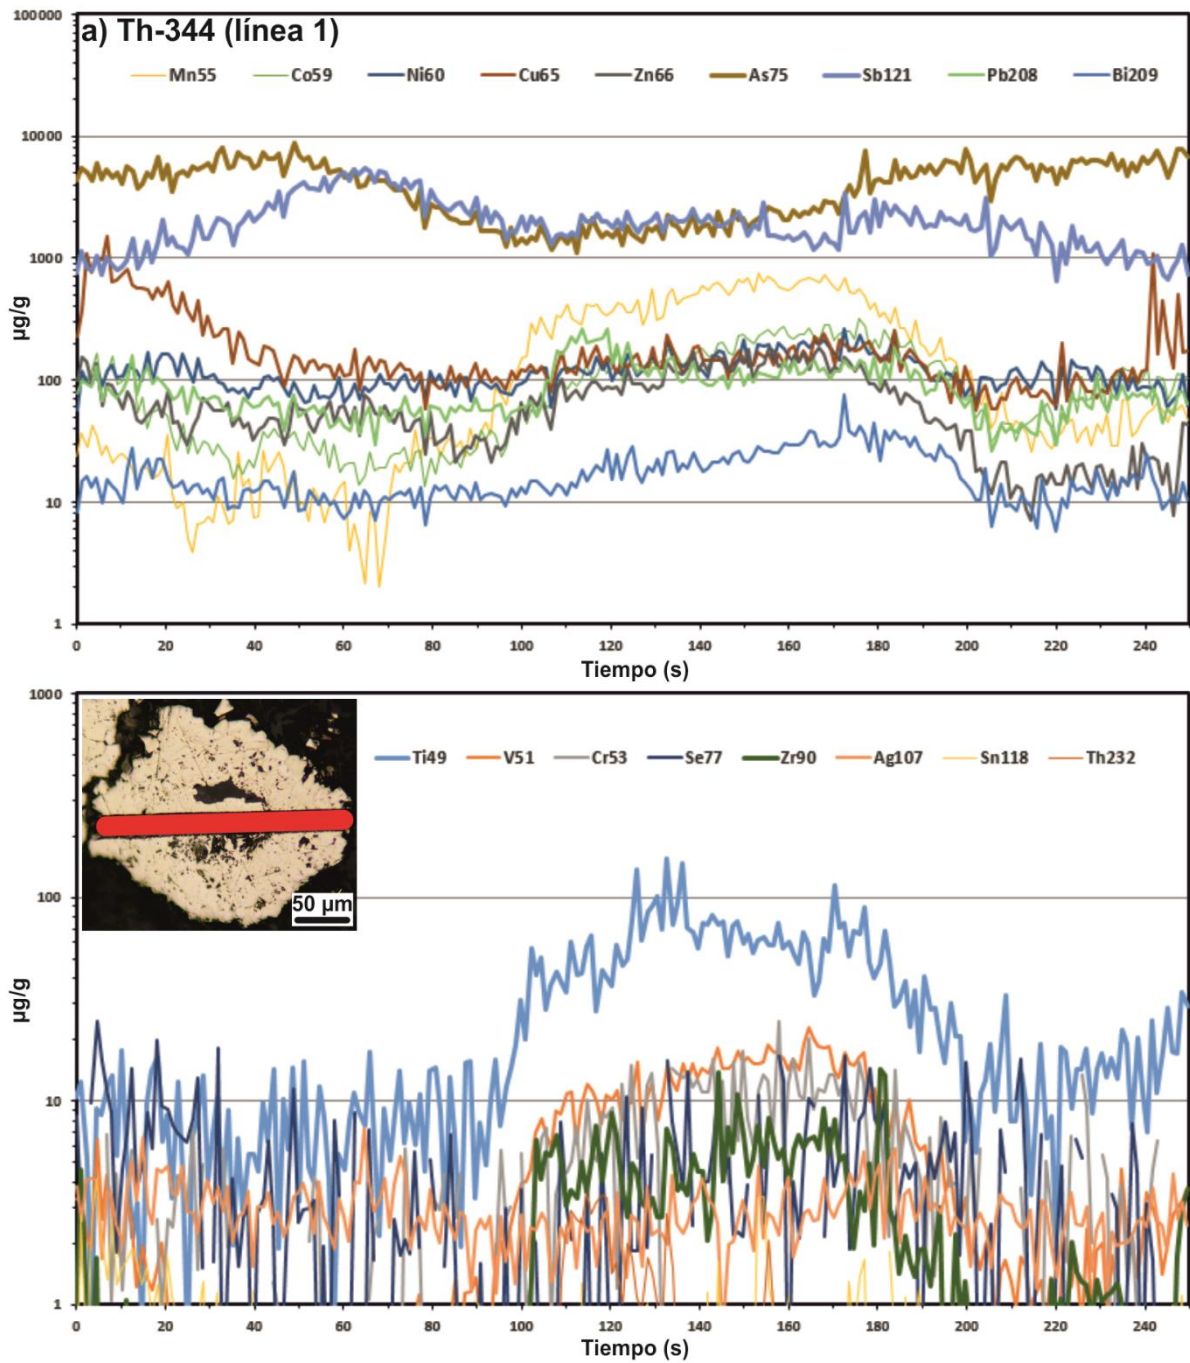 a) Th-344 (línea 1)
Mn55 Co59 Ni60 Cu65 Zn66 As75 Sb121 Pb208 Bi209
100000
10000
1000
100
10
1
µg/g
0 20 40 60 80 100 120 140 160 180 200 220 240
Tiempo (s)
Ti49 V51 Cr53 Se77 Zr90 Ag107 Sn118 Th232
1000
100
10
1
µg/g
50 µm
0 20 40 60 80 100 120 140 160 180 200 220 240
Tiempo (s)